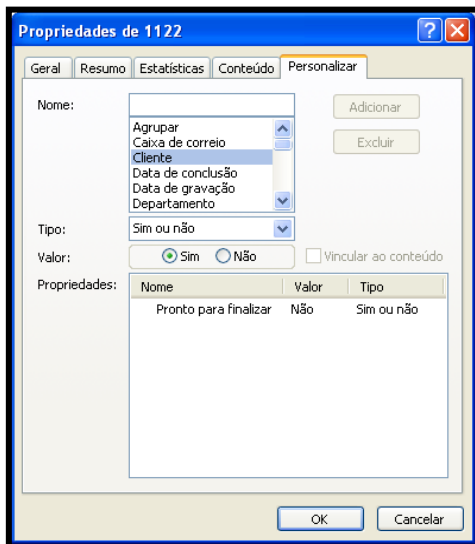 Propriedades de 1122
Geral Resumo Estatísticas Conteúdo Personalizar
Nome: Adicionar
Agrupar
Caixa de correio Excluir
Cliente
Data de conclusão
Data de gravação
Departamento
Tipo: Sim ou não
Valor: Sim Não Vincular ao conteúdo
Propriedades: Nome Valor Tipo
Pronto para finalizar Não Sim ou não
OK Cancelar